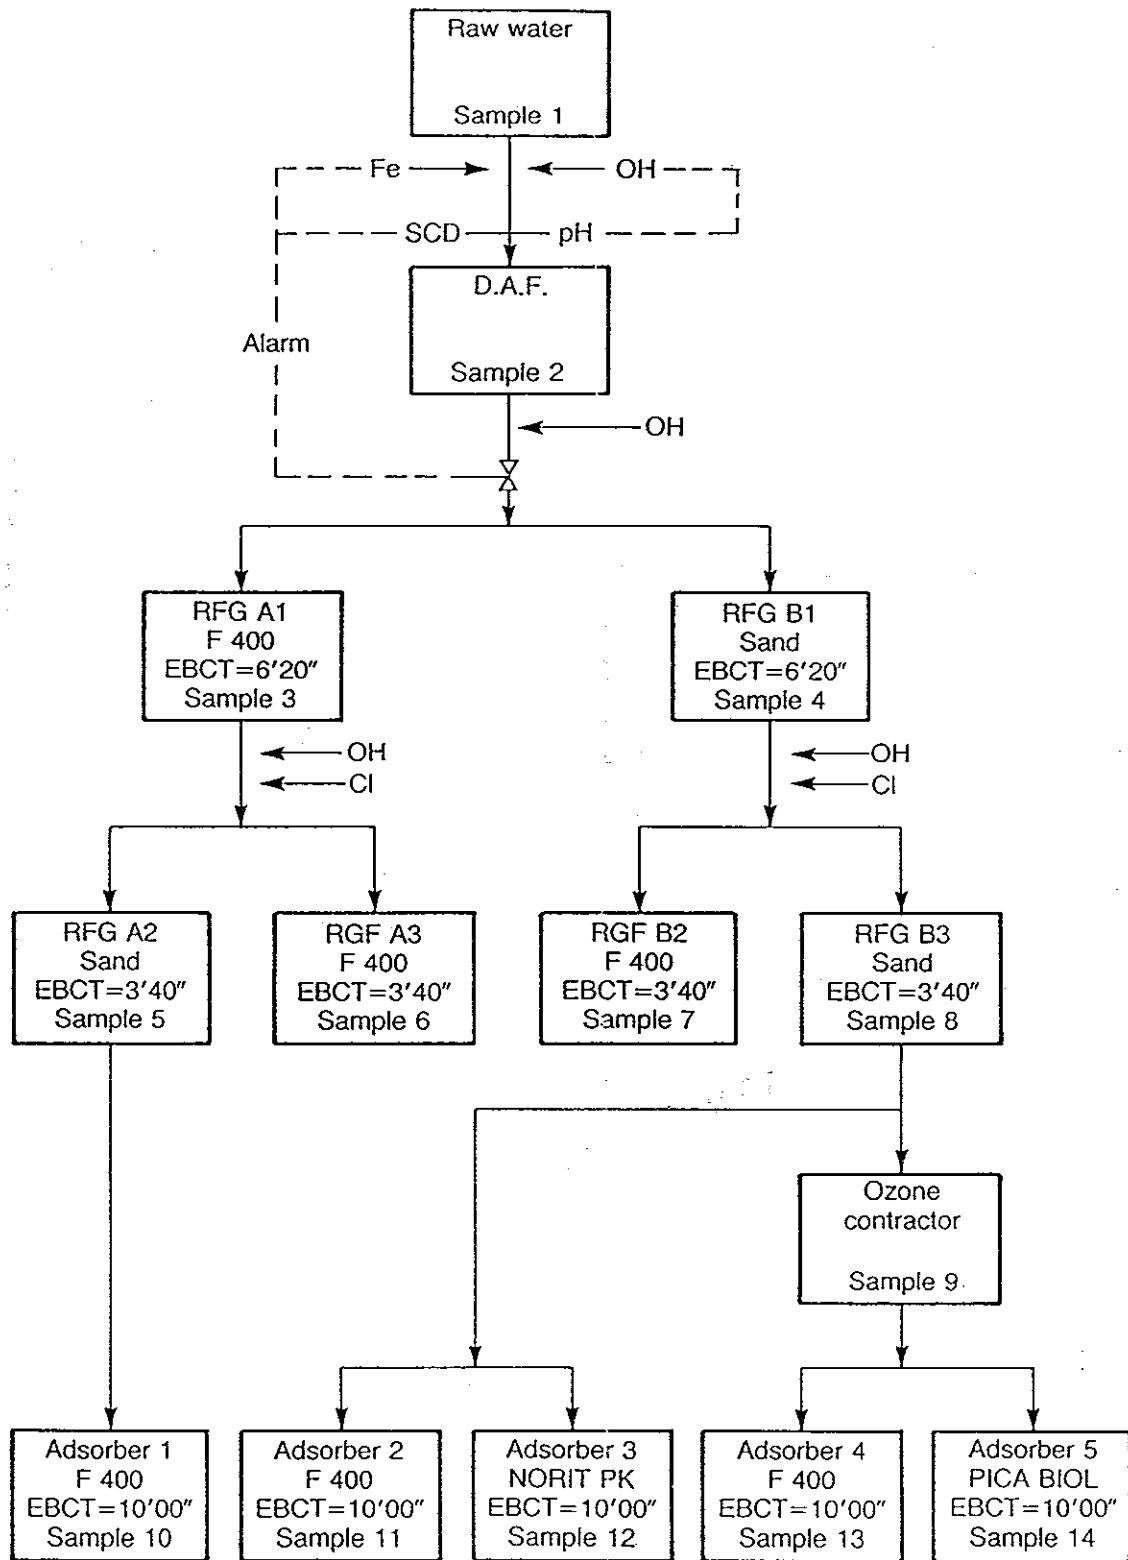 Raw water
Sample 1
Fe
OH
SCD
pH
D.A.F.
Alarm
Sample 2
OH
RFG A1
F 400
EBCT=6'20"
Sample 3
RFG B1
Sand
EBCT=6'20"
Sample 4
OH
Cl
OH
Cl
RFG A2
Sand
EBCT=3'40"
Sample 5
RGF A3
F 400
EBCT=3'40"
Sample 6
RGF B2
F 400
EBCT=3'40"
Sample 7
RFG B3
Sand
EBCT=3'40"
Sample 8
Ozone
contractor
Sample 9
Adsorber 1
F 400
EBCT=10'00"
Sample 10
Adsorber 2
F 400
EBCT=10'00"
Sample 11
Adsorber 3
NORIT PK
EBCT=10'00"
Sample 12
Adsorber 4
F 400
EBCT=10'00"
Sample 13
Adsorber 5
PICA BIOL
EBCT=10'00"
Sample 14